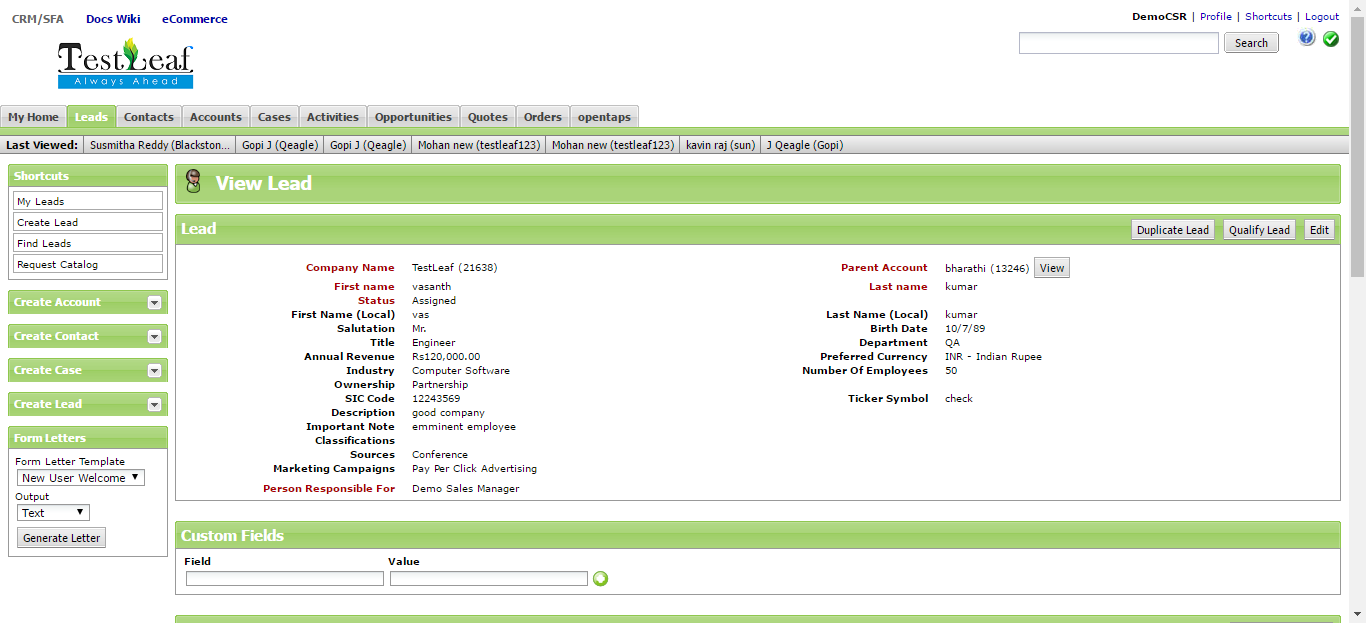 CRM/SFA Docs Wiki eCommerce
DemoCSR | Profile | Shortcuts | Logout
TestLeaf
Always Ahead
Search
My Home Leads Contacts Accounts Cases Activities Opportunities Quotes Orders opentaps
Last Viewed: Susmitha Reddy (Blackston... Gopi J (Qeagle) Gopi J (Qeagle) Mohan new (testleaf123) Mohan new (testleaf123) kavin raj (sun) J Qeagle (Gopi)
Shortcuts
My Leads
Create Lead
Find Leads
Request Catalog
Create Account
Create Contact
Create Case
Create Lead
Form Letters
Form Letter Template
New User Welcome
Output
Text
Generate Letter
View Lead
Lead Duplicate Lead Qualify Lead Edit
Company Name TestLeaf (21638) Parent Account bharathi (13246) View
First name vasanth Last name kumar
Status Assigned
First Name (Local) vas Last Name (Local) kumar
Salutation Mr. Birth Date 10/7/89
Title Engineer Department QA
Annual Revenue Rs120,000.00 Preferred Currency INR - Indian Rupee
Industry Computer Software Number Of Employees 50
Ownership Partnership
SIC Code 12243569 Ticker Symbol check
Description good company
Important Note emminent employee
Classifications
Sources Conference
Marketing Campaigns Pay Per Click Advertising
Person Responsible For Demo Sales Manager
Custom Fields
Field Value